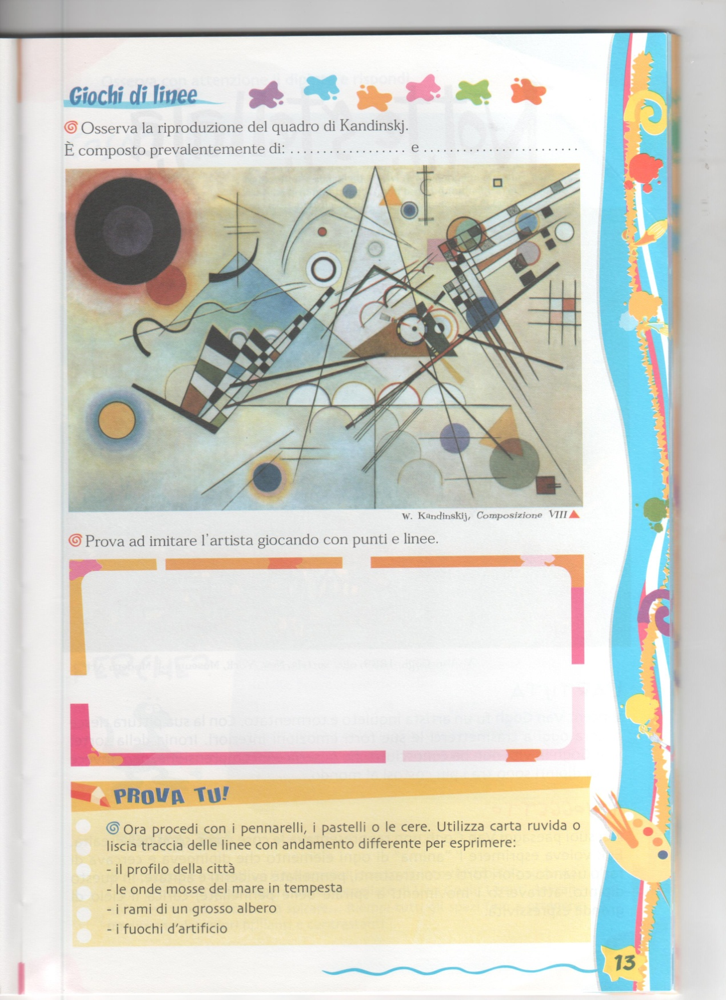 Giochi di linee
Osserva la riproduzione del quadro di Kandinskj.
È composto prevalentemente di: .................. e ........................
W. Kandinskij, Composizione VIII
Prova ad imitare l'artista giocando con punti e linee.
PROVA TU!
Ora procedi con i pennarelli, i pastelli o le cere. Utilizza carta ruvida o
liscia traccia delle linee con andamento differente per esprimere:
- il profilo della città
- le onde mosse del mare in tempesta
- i rami di un grosso albero
- i fuochi d'artificio
13